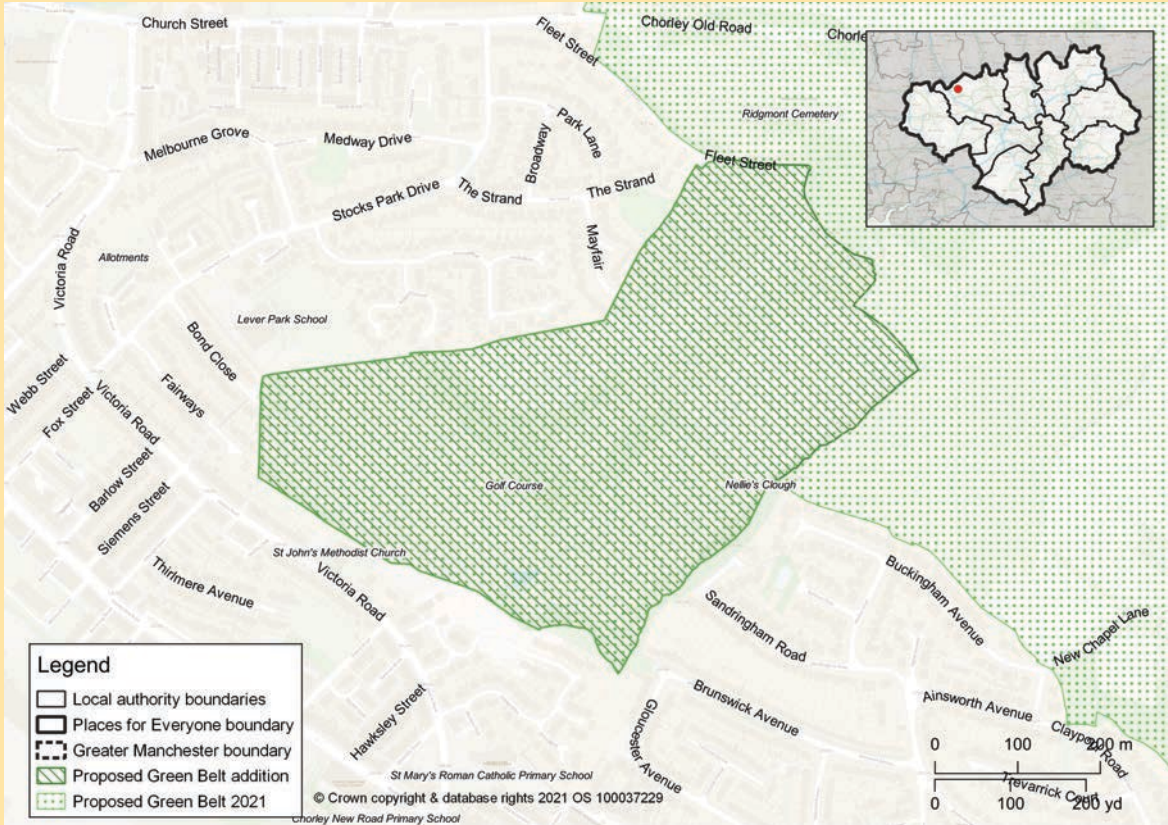 Church Street
Fleet Street
Chorley Old Road
Chorle
Ridgmont Cemetery
Park Lane
Broadway
Medway Drive
Melbourne Grove
Fleet Street
The Strand
The Strand
Stocks Park Drive
Mayfair
Victoria Road
Allotments
Lever Park School
Bond Close
Webb Street
Fairways
Fox Street
Victoria Road
Barlow Street
Siemens Street
Golf Course
Nellie's Clough
St John's Methodist Church
Thirlmere Avenue
Victoria Road
Buckingham Avenue
Sandringham Road
New Chapel Lane
Brunswick Avenue
Ainsworth Avenue
Gloucester Avenue
Hawksley Street
Claypool Road
Trevarrick Court
St Mary's Roman Catholic Primary School
Chorley New Road Primary School
Legend
Local authority boundaries
Places for Everyone boundary
Greater Manchester boundary
Proposed Green Belt addition
Proposed Green Belt 2021
© Crown copyright & database rights 2021 OS 100037229
0 100 200 m
0 100 200 yd